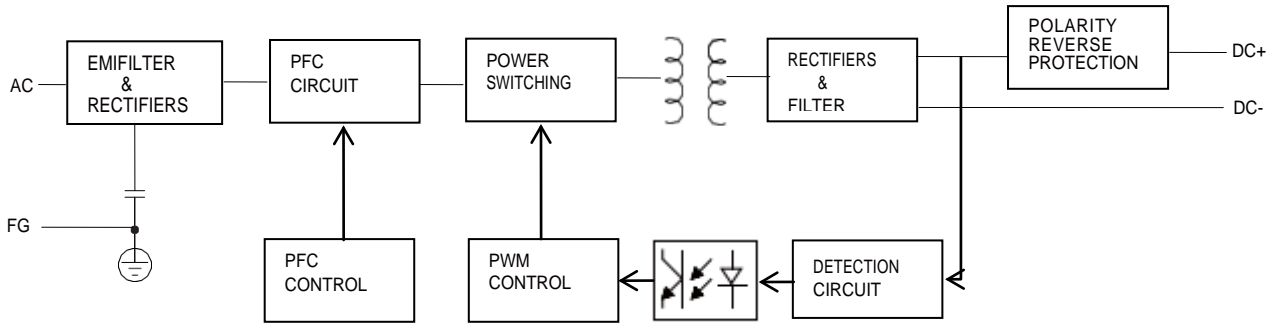 AC
EMIFILTER
&
RECTIFIERS
PFC
CIRCUIT
POWER
SWITCHING
RECTIFIERS
&
FILTER
POLARITY
REVERSE
PROTECTION
DC+
DC-
FG
PFC
CONTROL
PWM
CONTROL
DETECTION
CIRCUIT